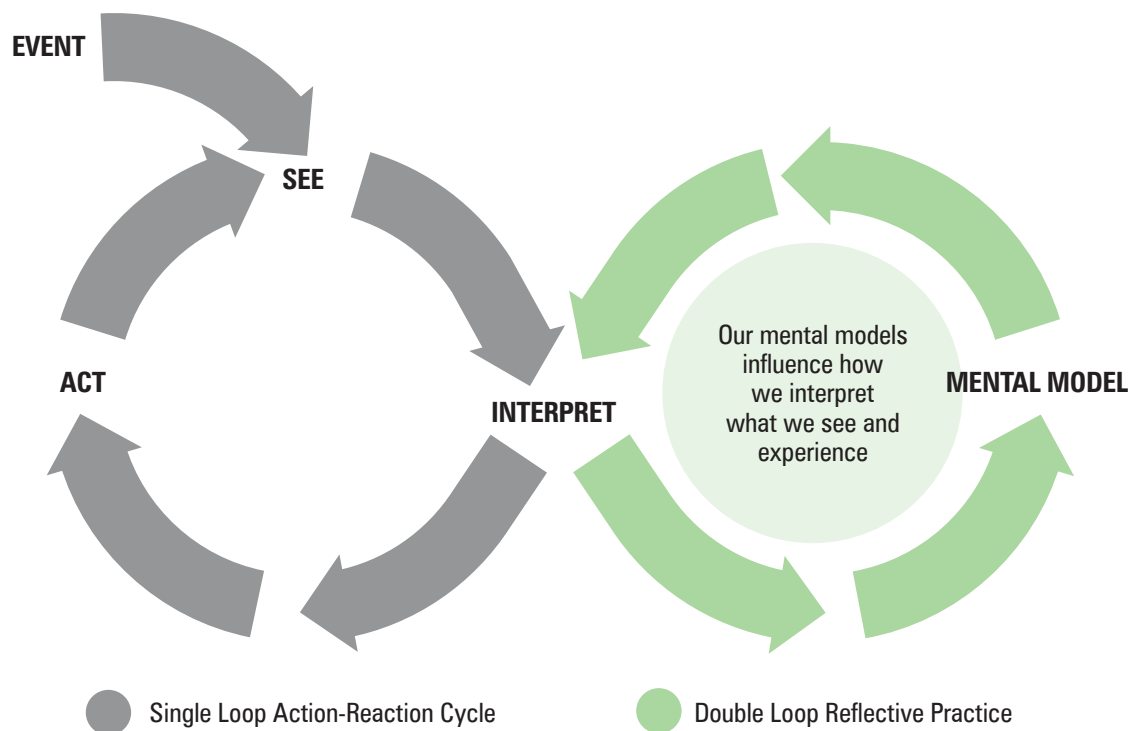 EVENT
SEE
ACT
INTERPRET
Our mental models
influence how
we interpret
what we see and
experience
MENTAL MODEL
Single Loop Action-Reaction Cycle
Double Loop Reflective Practice